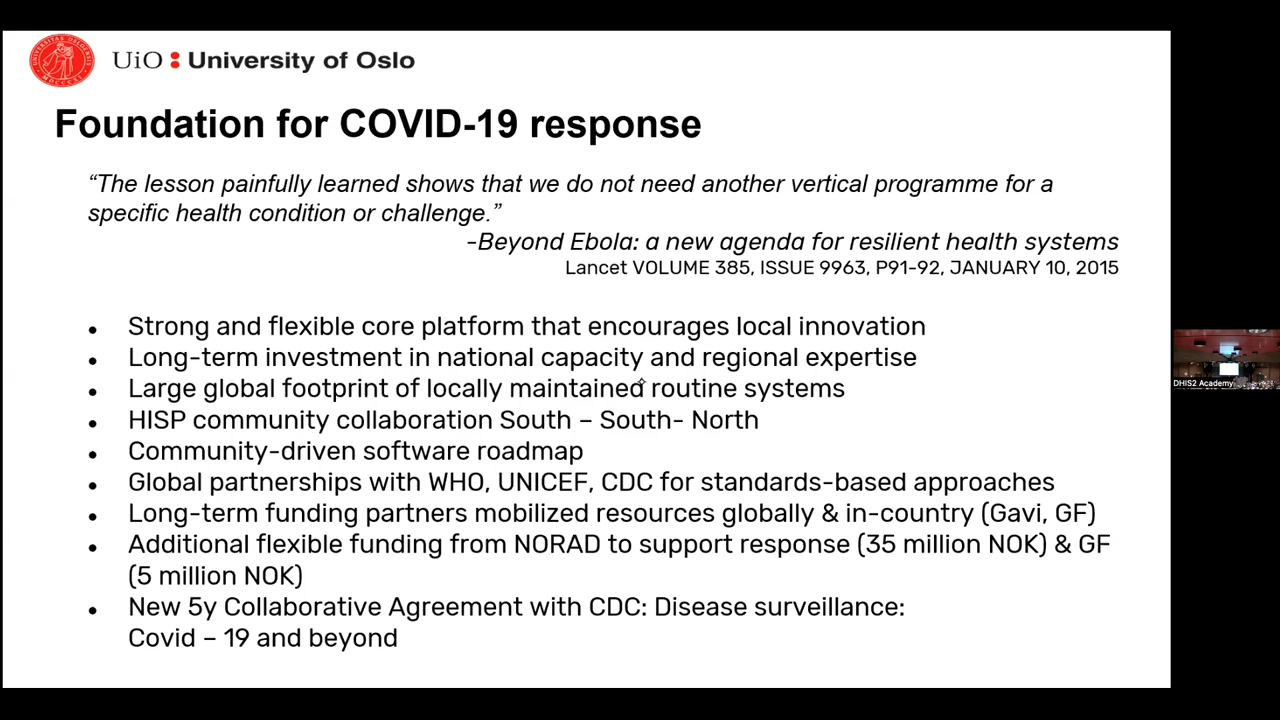 UiO : University of Oslo
Foundation for COVID-19 response
“The lesson painfully learned shows that we do not need another vertical programme for a
specific health condition or challenge.”
-Beyond Ebola: a new agenda for resilient health systems
Lancet VOLUME 385, ISSUE 9963, P91-92, JANUARY 10, 2015
• Strong and flexible core platform that encourages local innovation
• Long-term investment in national capacity and regional expertise
• Large global footprint of locally maintained routine systems
• HISP community collaboration South – South- North
• Community-driven software roadmap
• Global partnerships with WHO, UNICEF, CDC for standards-based approaches
• Long-term funding partners mobilized resources globally & in-country (Gavi, GF)
• Additional flexible funding from NORAD to support response (35 million NOK) & GF
(5 million NOK)
• New 5y Collaborative Agreement with CDC: Disease surveillance:
Covid – 19 and beyond
DHIS2 Academy